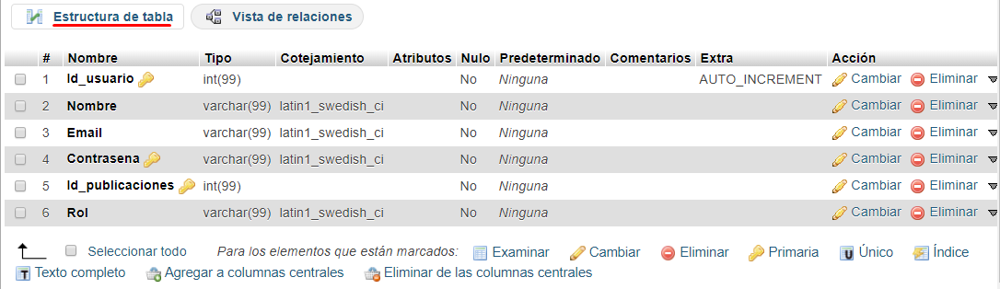 Estructura de tabla Vista de relaciones
# Nombre Tipo Cotejamiento Atributos Nulo Predeterminado Comentarios Extra Acción
1 Id_usuario int(99) No Ninguna AUTO_INCREMENT Cambiar Eliminar
2 Nombre varchar(99) latin1_swedish_ci No Ninguna Cambiar Eliminar
3 Email varchar(99) latin1_swedish_ci No Ninguna Cambiar Eliminar
4 Contrasena varchar(99) latin1_swedish_ci No Ninguna Cambiar Eliminar
5 Id_publicaciones int(99) No Ninguna Cambiar Eliminar
6 Rol varchar(99) latin1_swedish_ci No Ninguna Cambiar Eliminar
Seleccionar todo Para los elementos que están marcados: Examinar Cambiar Eliminar Primaria Único Índice
Texto completo Agregar a columnas centrales Eliminar de las columnas centrales